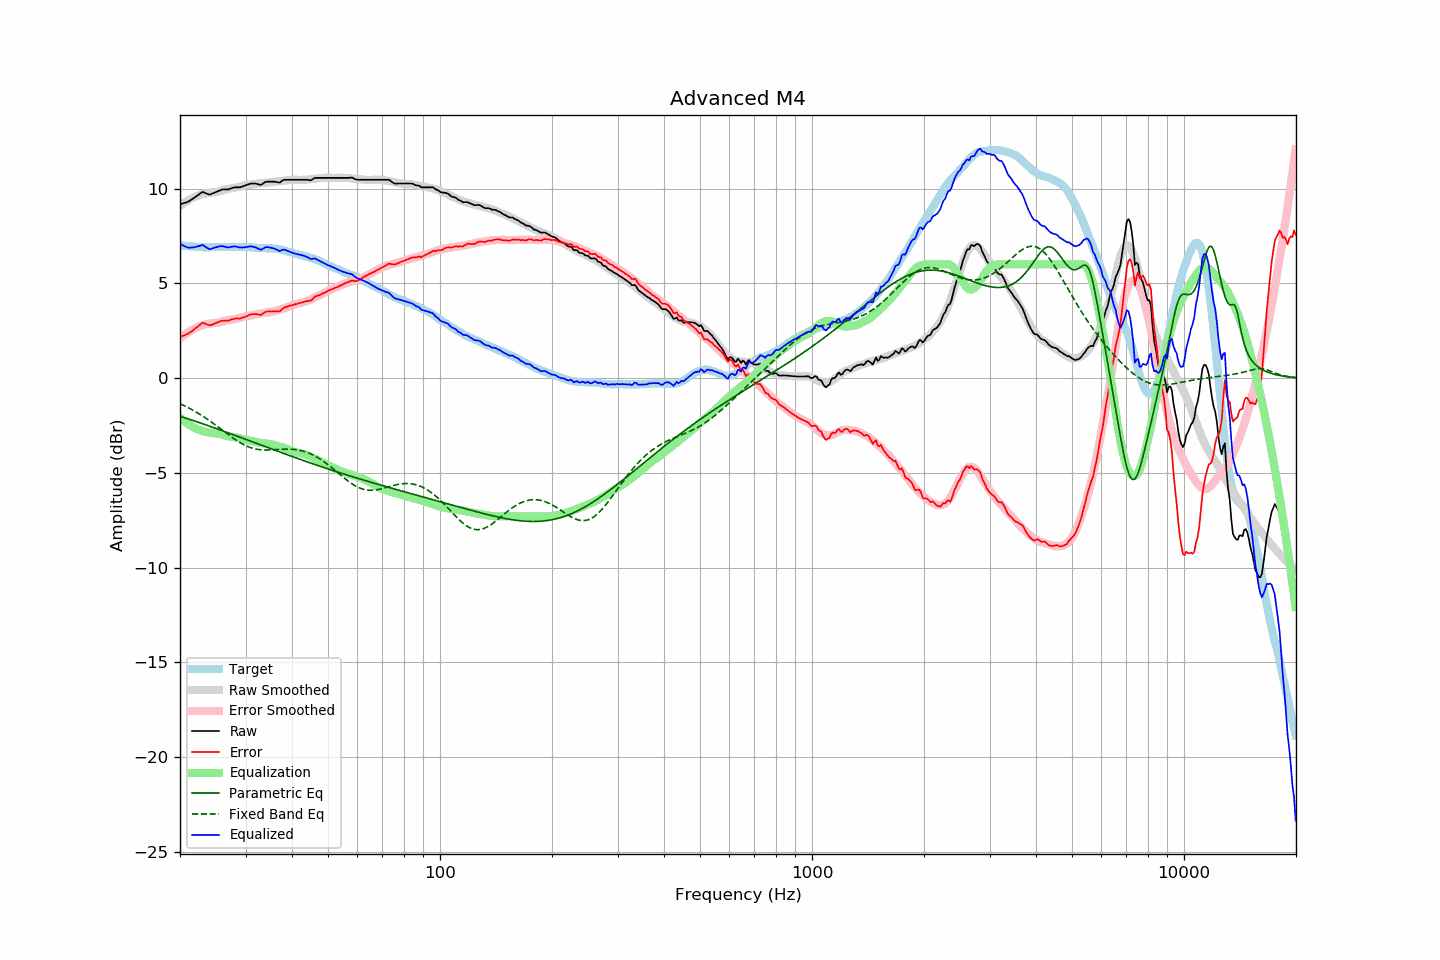 Advanced M4
Amplitude (dBr)
10
5
0
−5
−10
−15
−20
−25
Target
Raw Smoothed
Error Smoothed
Raw
Error
Equalization
Parametric Eq
Fixed Band Eq
Equalized
100
1000
10000
Frequency (Hz)